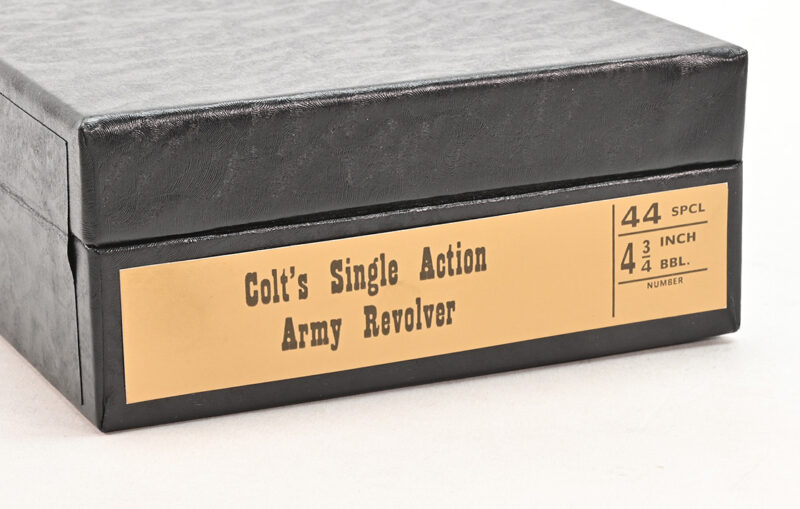 Colt's Single Action
Army Revolver
44 SPCL
4 3/4 INCH
BBL.
NUMBER